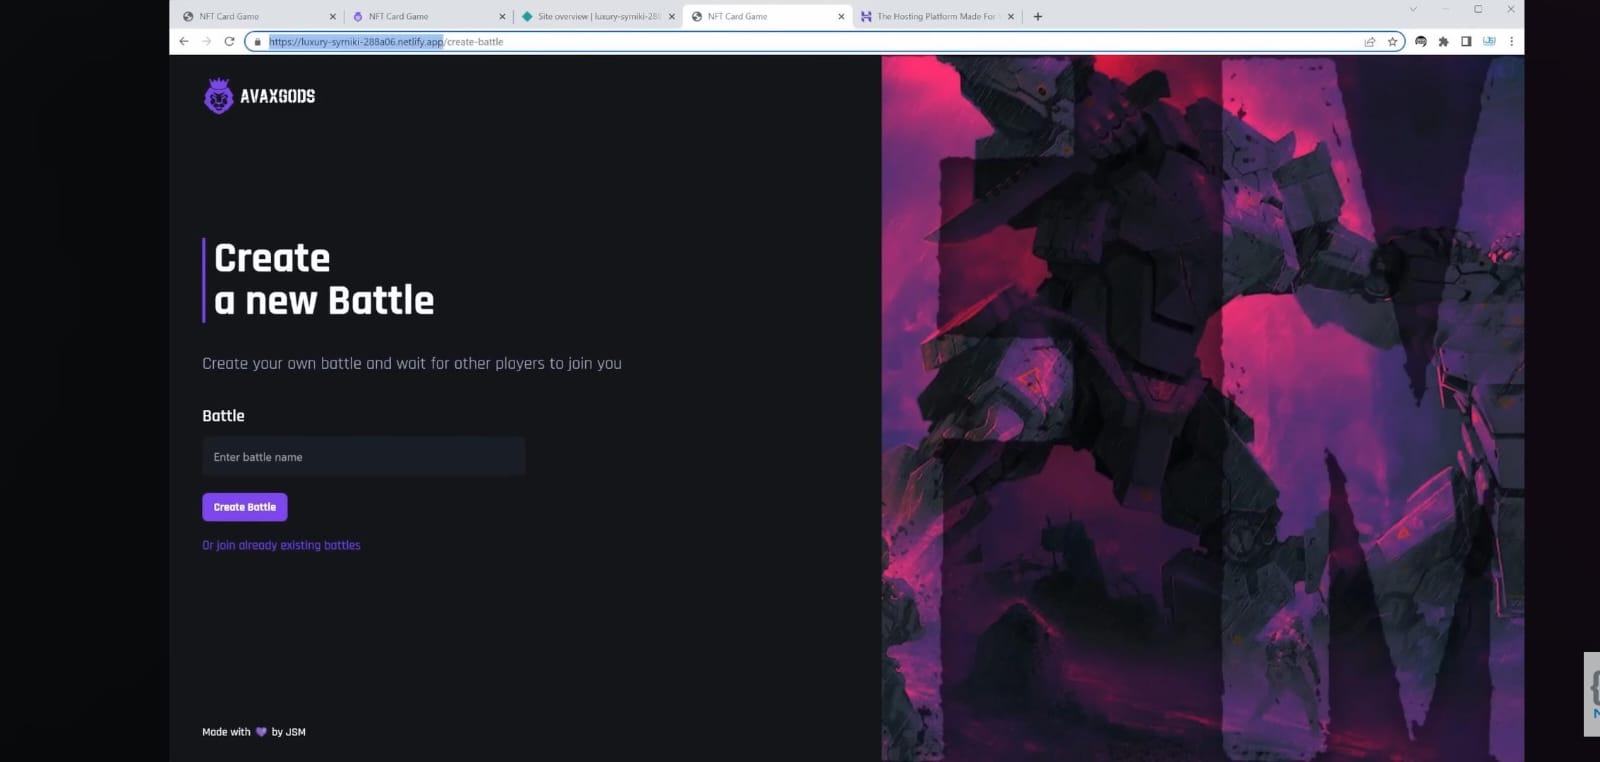 NFT Card Game
NFT Card Game
Site overview | luxury-symiki-288
NFT Card Game
The Hosting Platform Made For
https://luxury-symiki-288a06.netlify.app/create-battle
AVAXGODS
Create
a new Battle
Create your own battle and wait for other players to join you
Battle
Enter battle name
Create Battle
Or join already existing battles
Made with 💜 by JSM